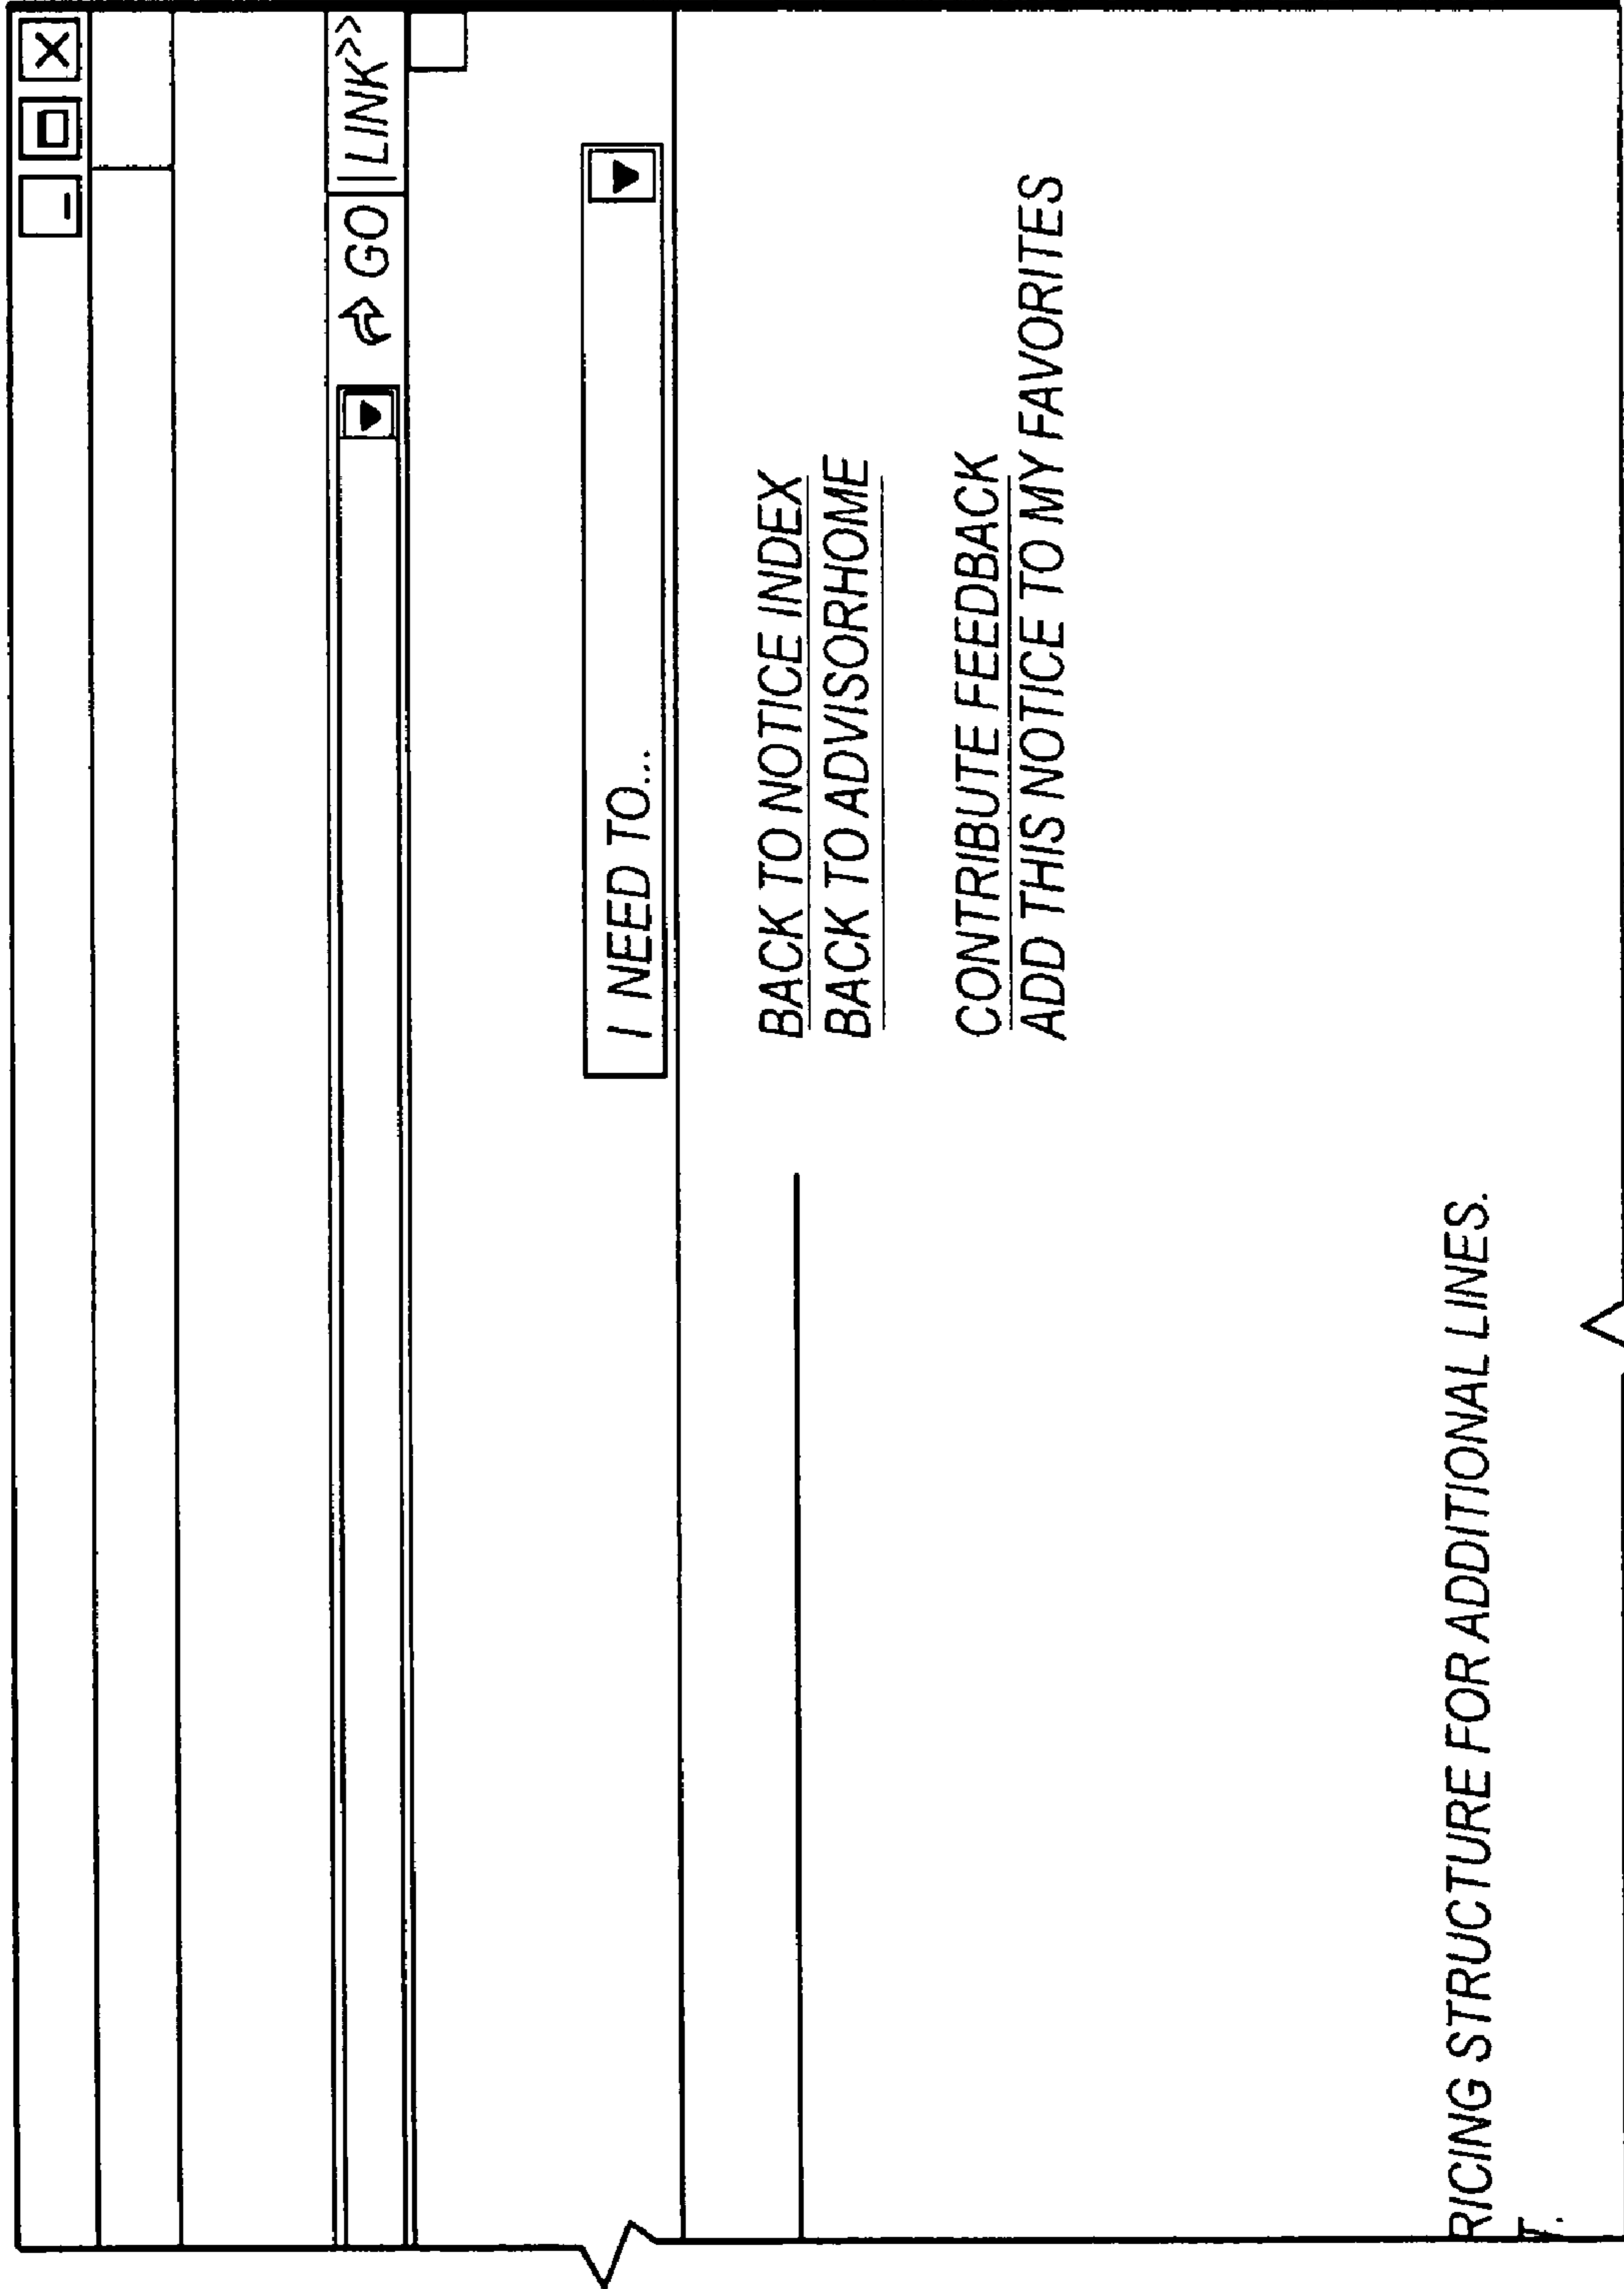 GO | LINK >>
I NEED TO...
BACK TO NOTICE INDEX
BACK TO ADVISORHOME
CONTRIBUTE FEEDBACK
ADD THIS NOTICE TO MY FAVORITES
RICING STRUCTURE FOR ADDITIONAL LINES.
T.